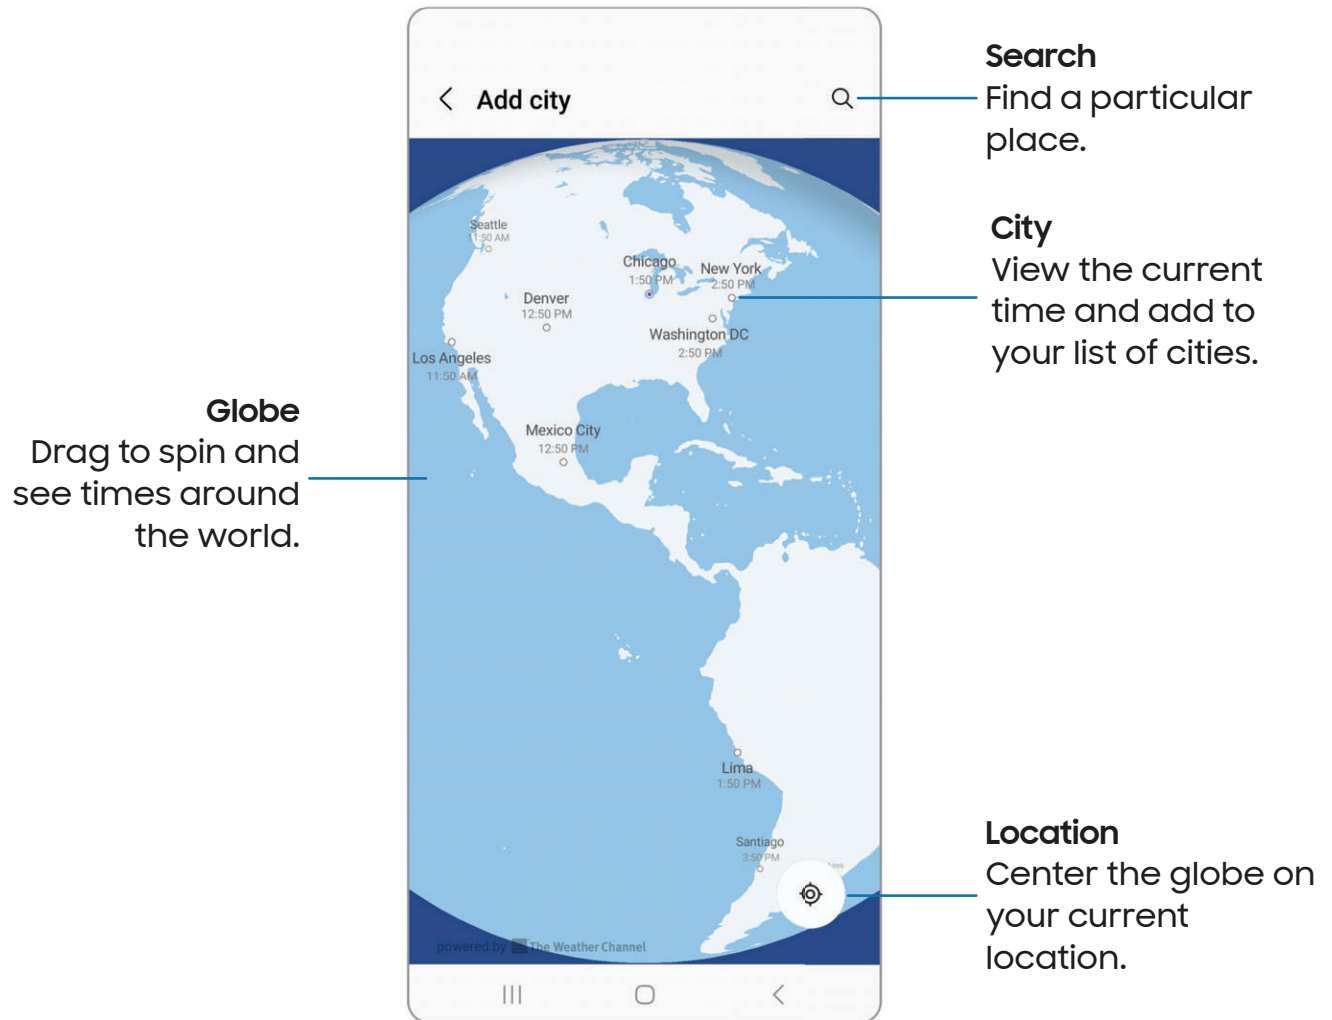 Add city
Search
Find a particular
place.
City
View the current
time and add to
your list of cities.
Globe
Drag to spin and
see times around
the world.
Location
Center the globe on
your current
location.
Seattle
11:50 AM
Chicago
1:50 PM
New York
2:50 PM
Denver
12:50 PM
Washington DC
2:50 PM
Los Angeles
11:50 AM
Mexico City
12:50 PM
Lima
1:50 PM
Santiago
3:50 PM
powered by The Weather Channel